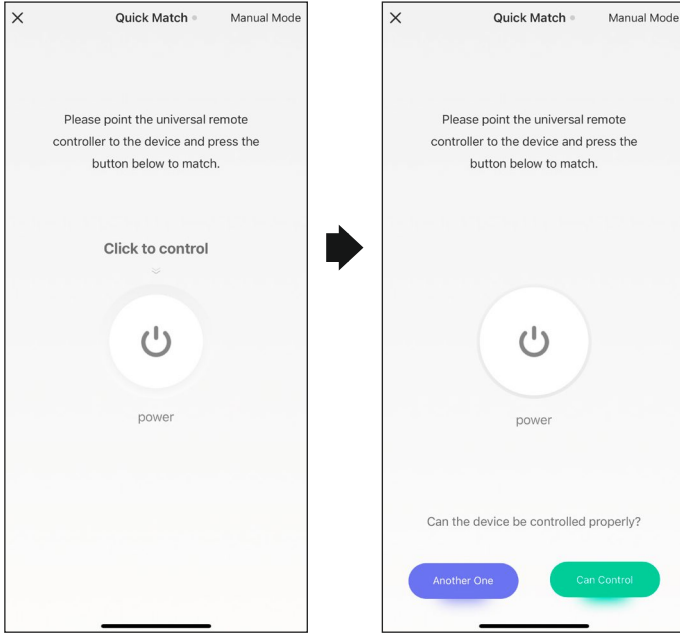 Quick Match
Manual Mode
Please point the universal remote
controller to the device and press the
button below to match.
Click to control
power
Quick Match
Manual Mode
Please point the universal remote
controller to the device and press the
button below to match.
power
Can the device be controlled properly?
Another One
Can Control